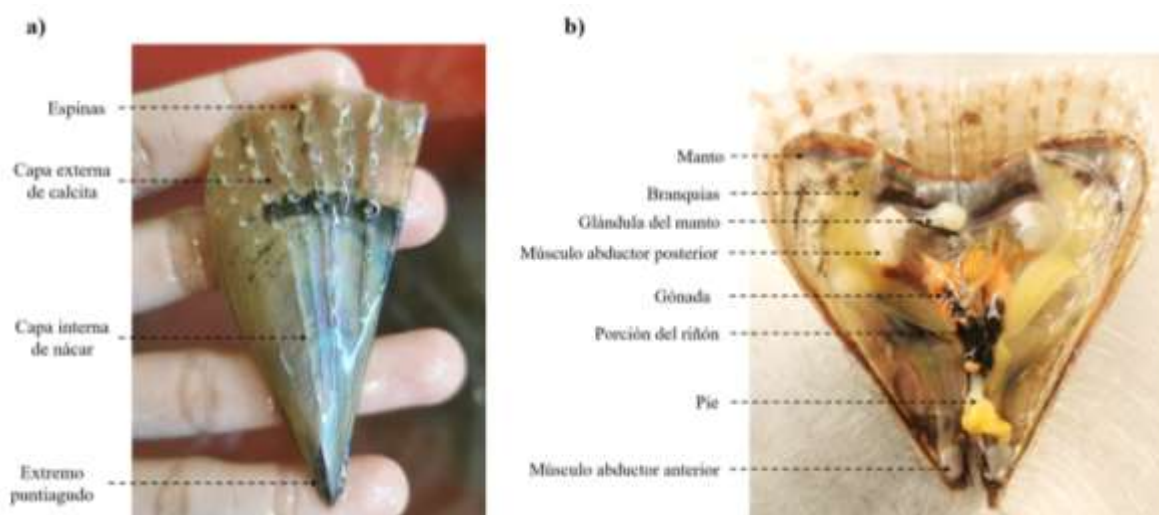 a)
Espinas
Capa externa
de calcita
Capa interna
de nácar
Extremo
puntiagudo
b)
Manto
Branquias
Glándula del manto
Músculo abductor posterior
Gónada
Porción del riñón
Pie
Músculo abductor anterior